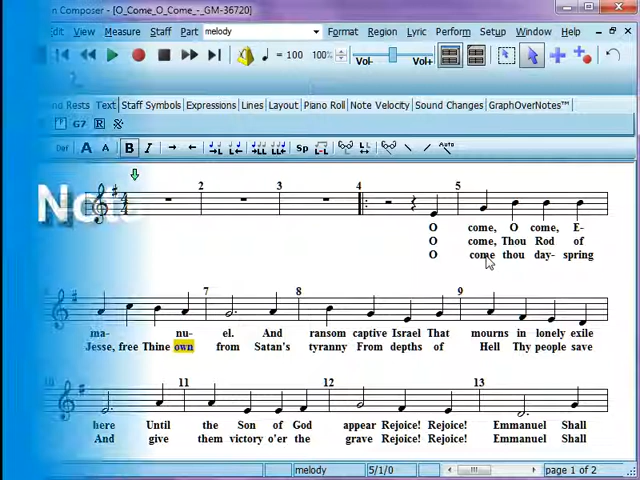 n Composer - [O_Come_O_Come_-_GM-36720]
dit View Measure Staff Part melody Format Region Lyric Perform Setup Window Help
= 100 100% Vol- Vol+
nd Rests Text Staff Symbols Expressions Lines Layout Piano Roll Note Velocity Sound Changes GraphOverNotes™
G7 R
Def A A B I Sp Auto
Note
2 3 4 5
O come, O come, E-
O come, Thou Rod of
O come thou day- spring
7 8 9
ma- nu- el. And ransom captive Israel That mourns in lonely exile
Jesse, free Thine own from Satan's tyranny From depths of Hell Thy people save
10 11 12 13
here Until the Son of God appear Rejoice! Rejoice! Emmanuel Shall
And give them victory o'er the grave Rejoice! Rejoice! Emmanuel Shall
melody 5/1/0 page 1 of 2